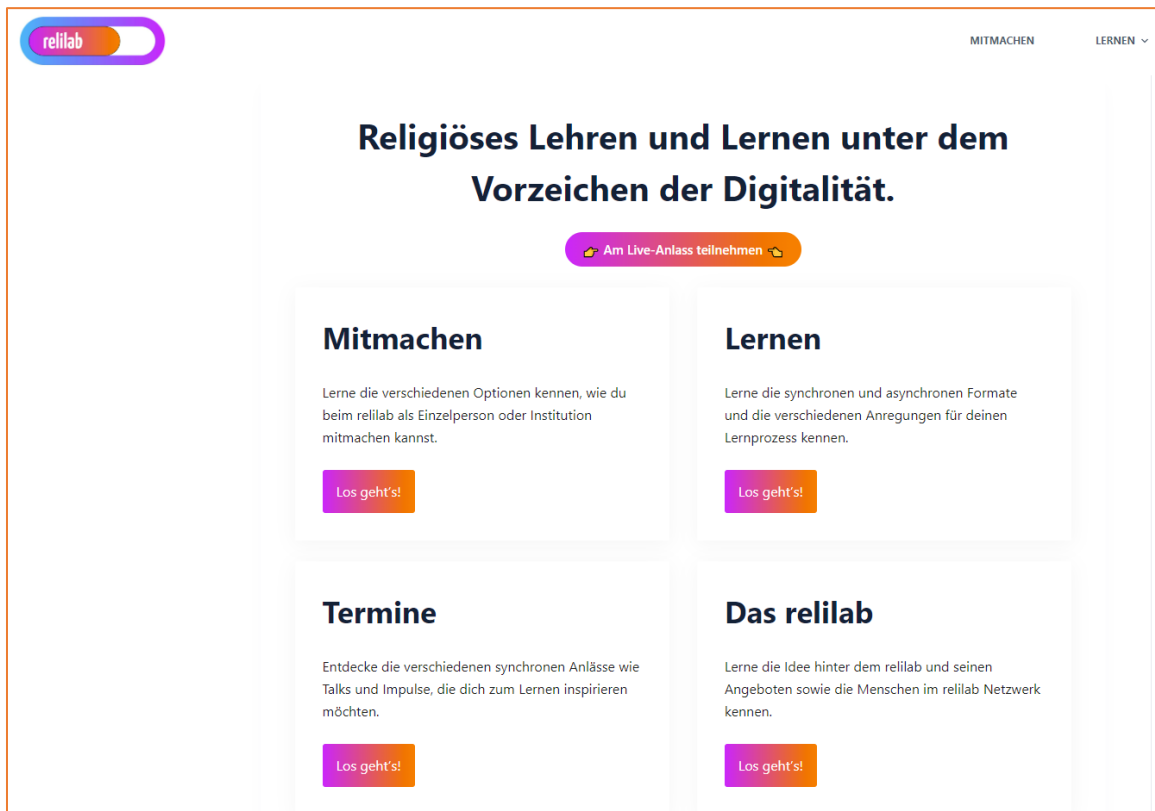 relilab
MITMACHEN
LERNEN
Religiöses Lehren und Lernen unter dem
Vorzeichen der Digitalität.
👉 Am Live-Anlass teilnehmen 👈
Mitmachen
Lerne die verschiedenen Optionen kennen, wie du
beim relilab als Einzelperson oder Institution
mitmachen kannst.
Los geht's!
Lernen
Lerne die synchronen und asynchronen Formate
und die verschiedenen Anregungen für deinen
Lernprozess kennen.
Los geht's!
Termine
Entdecke die verschiedenen synchronen Anlässe wie
Talks und Impulse, die dich zum Lernen inspirieren
möchten.
Los geht's!
Das relilab
Lerne die Idee hinter dem relilab und seinen
Angeboten sowie die Menschen im relilab Netzwerk
kennen.
Los geht's!